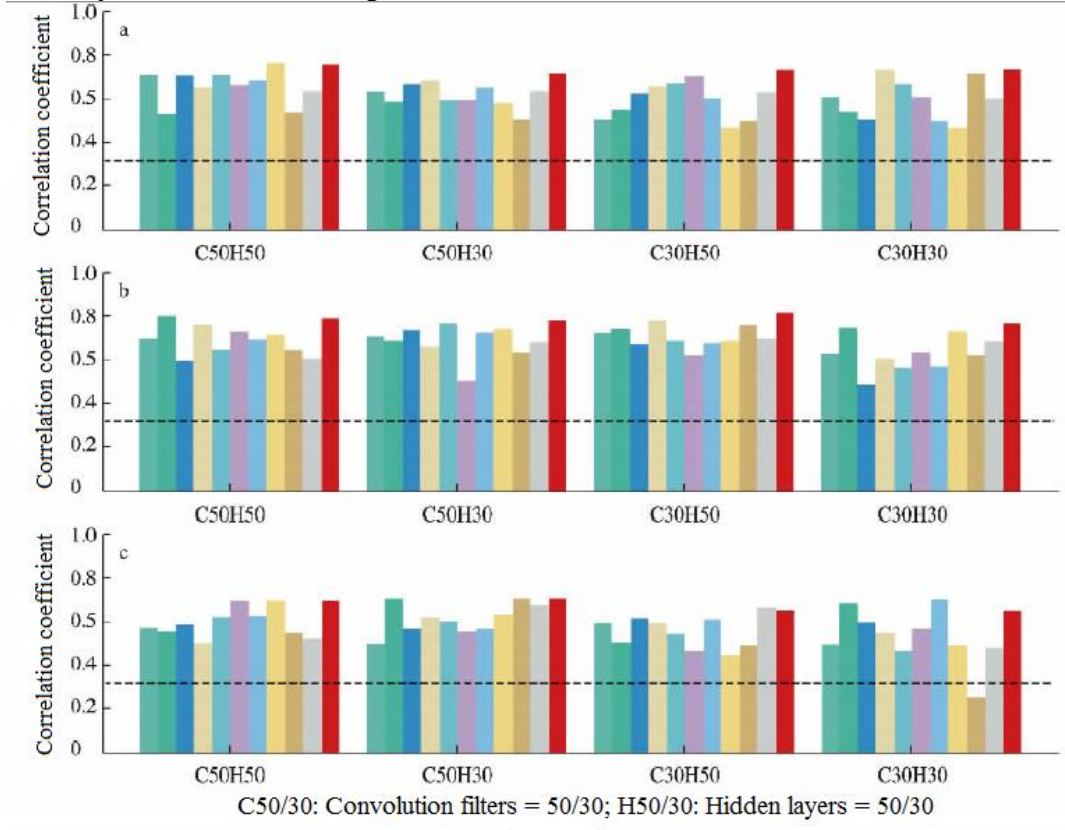 1.0
a
0.8
0.5
0.4
0.2
0
Correlation coefficient
C50H50 C50H30 C30H50 C30H30
1.0
b
0.8
0.5
0.4
0.2
0
Correlation coefficient
C50H50 C50H30 C30H50 C30H30
1.0
c
0.8
0.5
0.4
0.2
0
Correlation coefficient
C50H50 C50H30 C30H50 C30H30
C50/30: Convolution filters = 50/30; H50/30: Hidden layers = 50/30